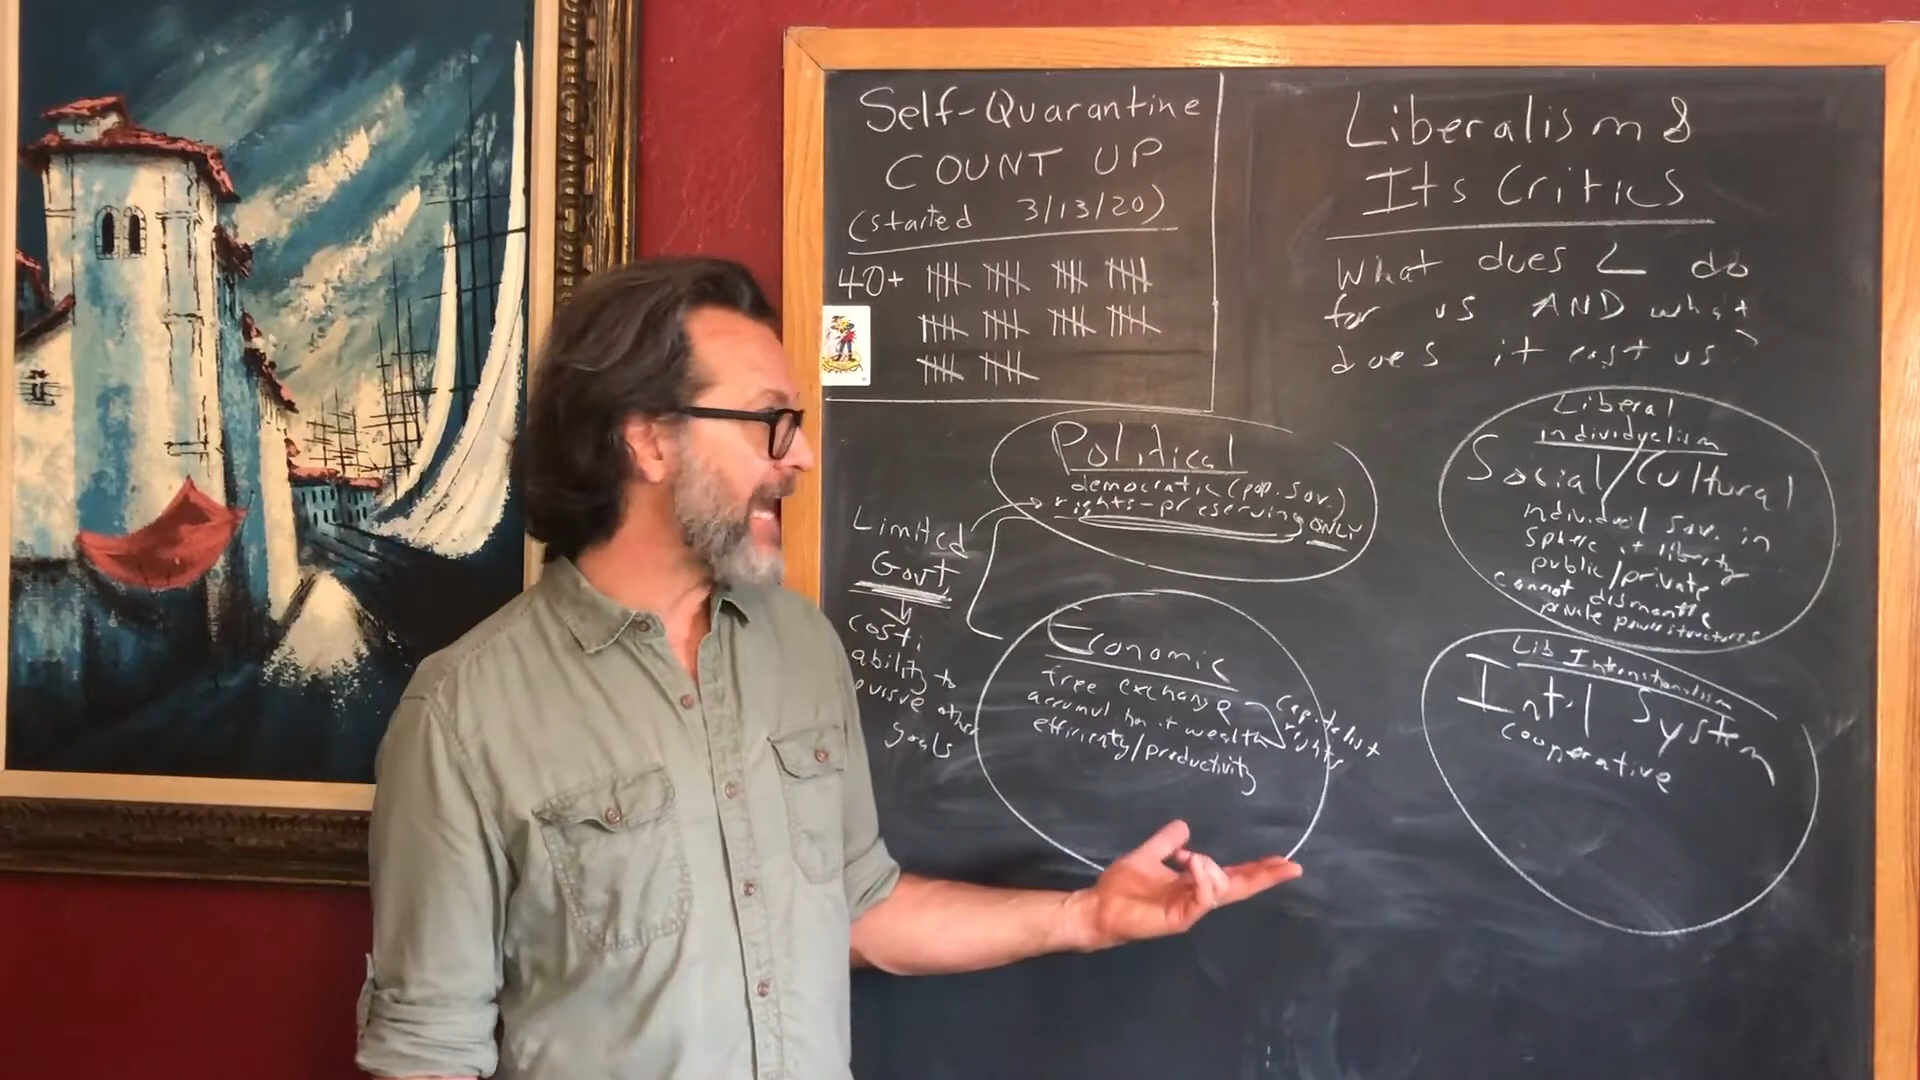 Self-Quarantine
COUNT UP
(started 3/13/20)
40+
Liberalism &
Its Critics
What does L do
for us AND what
does it cost us
Political
democratic (pop. sov.)
rights-preserving ONLY
Limited
Govt.
cost:
ability to
pursue other
goals
Economic
free exchange
accumul of wealth
efficiency/productivity
Capitalist
rights
Liberal
individualism
Social/Cultural
individual sov. in
sphere of liberty
public/private
cannot dismantle
private power structures
Lib Internationalism
Int'l System
cooperative